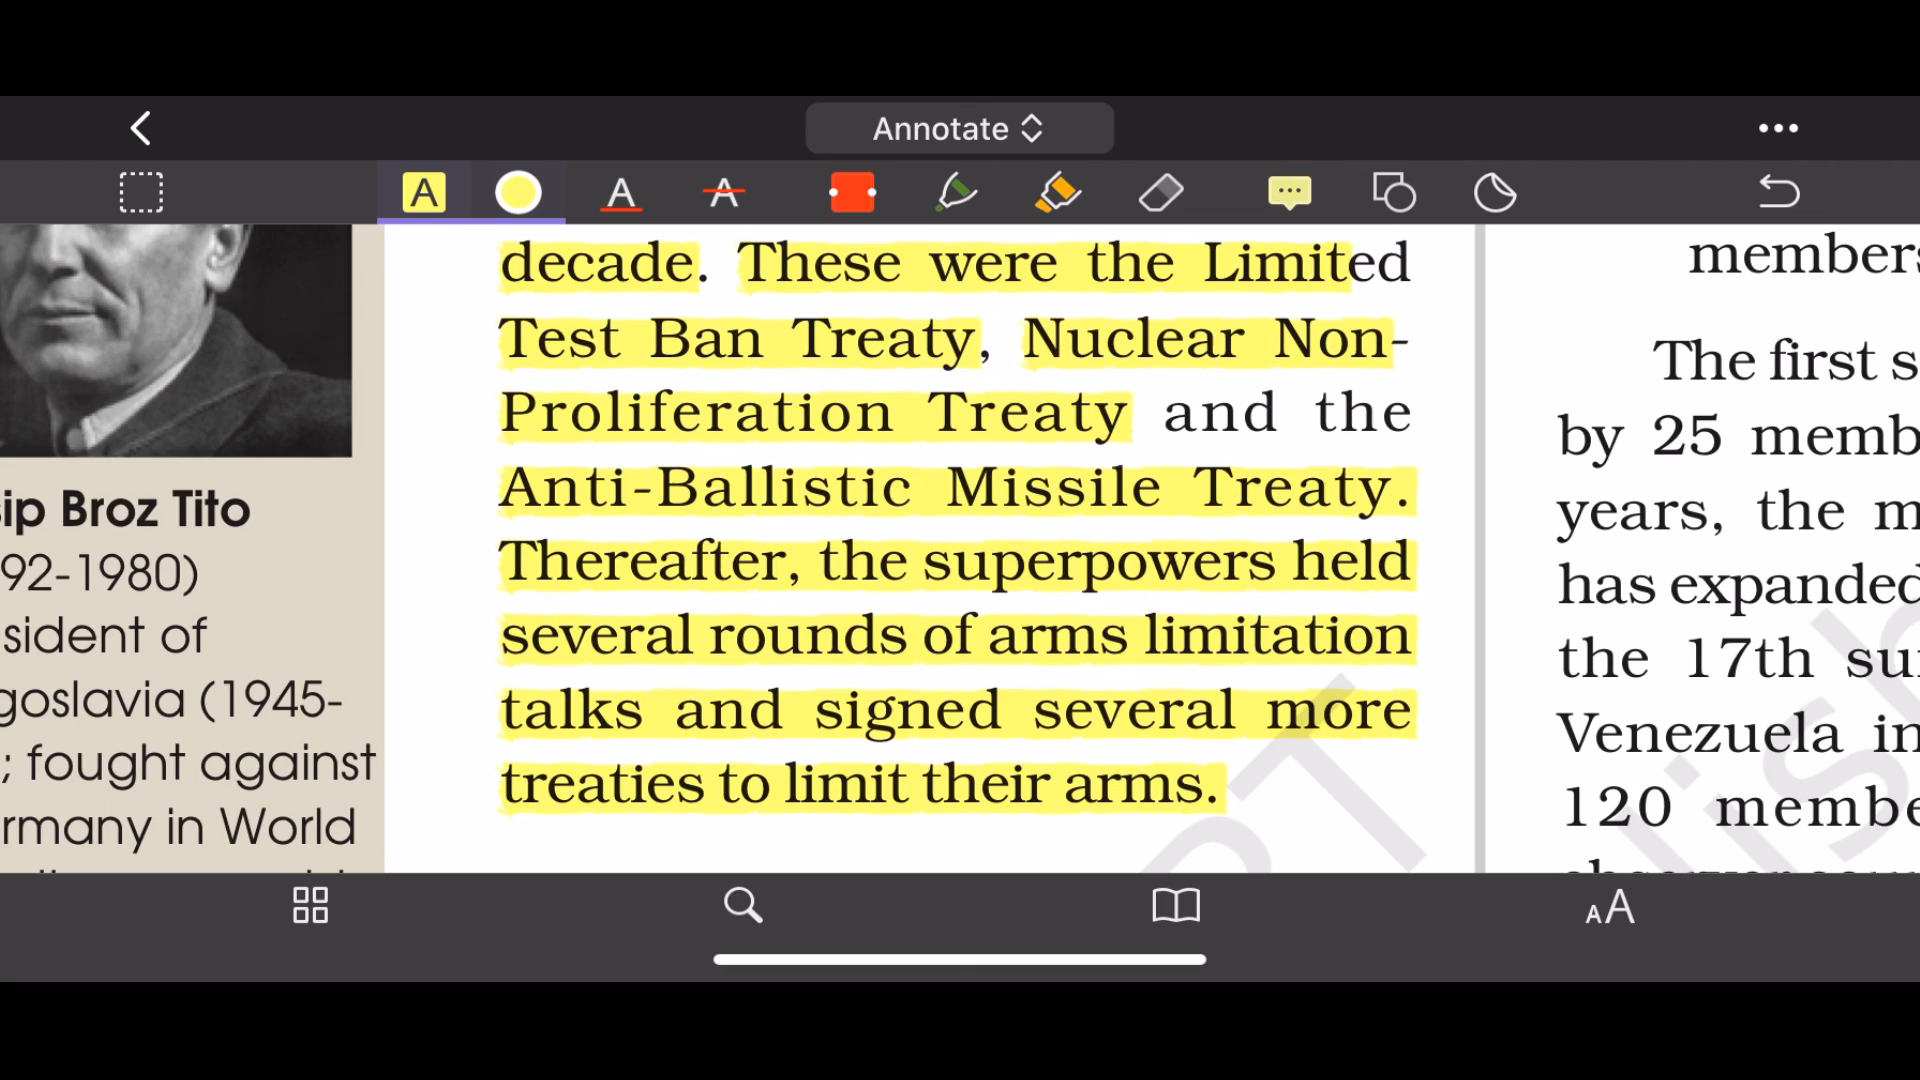 Annotate
A A A
sip Broz Tito
92-1980)
sident of
goslavia (1945-
; fought against
rmany in World
decade. These were the Limited
Test Ban Treaty, Nuclear Non-
Proliferation Treaty and the
Anti-Ballistic Missile Treaty.
Thereafter, the superpowers held
several rounds of arms limitation
talks and signed several more
treaties to limit their arms.
members
The first s
by 25 memb
years, the m
has expanded
the 17th su
Venezuela in
120 membe
AA